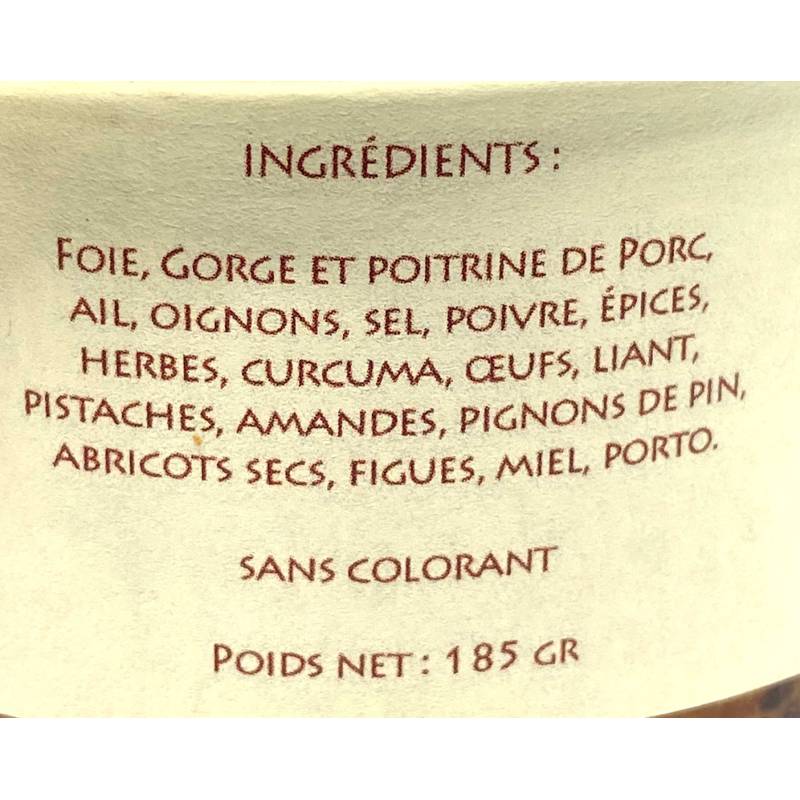 INGRÉDIENTS :
FOIE, GORGE ET POITRINE DE PORC,
AIL, OIGNONS, SEL, POIVRE, ÉPICES,
HERBES, CURCUMA, ŒUFS, LIANT,
PISTACHES, AMANDES, PIGNONS DE PIN,
ABRICOTS SECS, FIGUES, MIEL, PORTO.
SANS COLORANT
POIDS NET : 185 GR